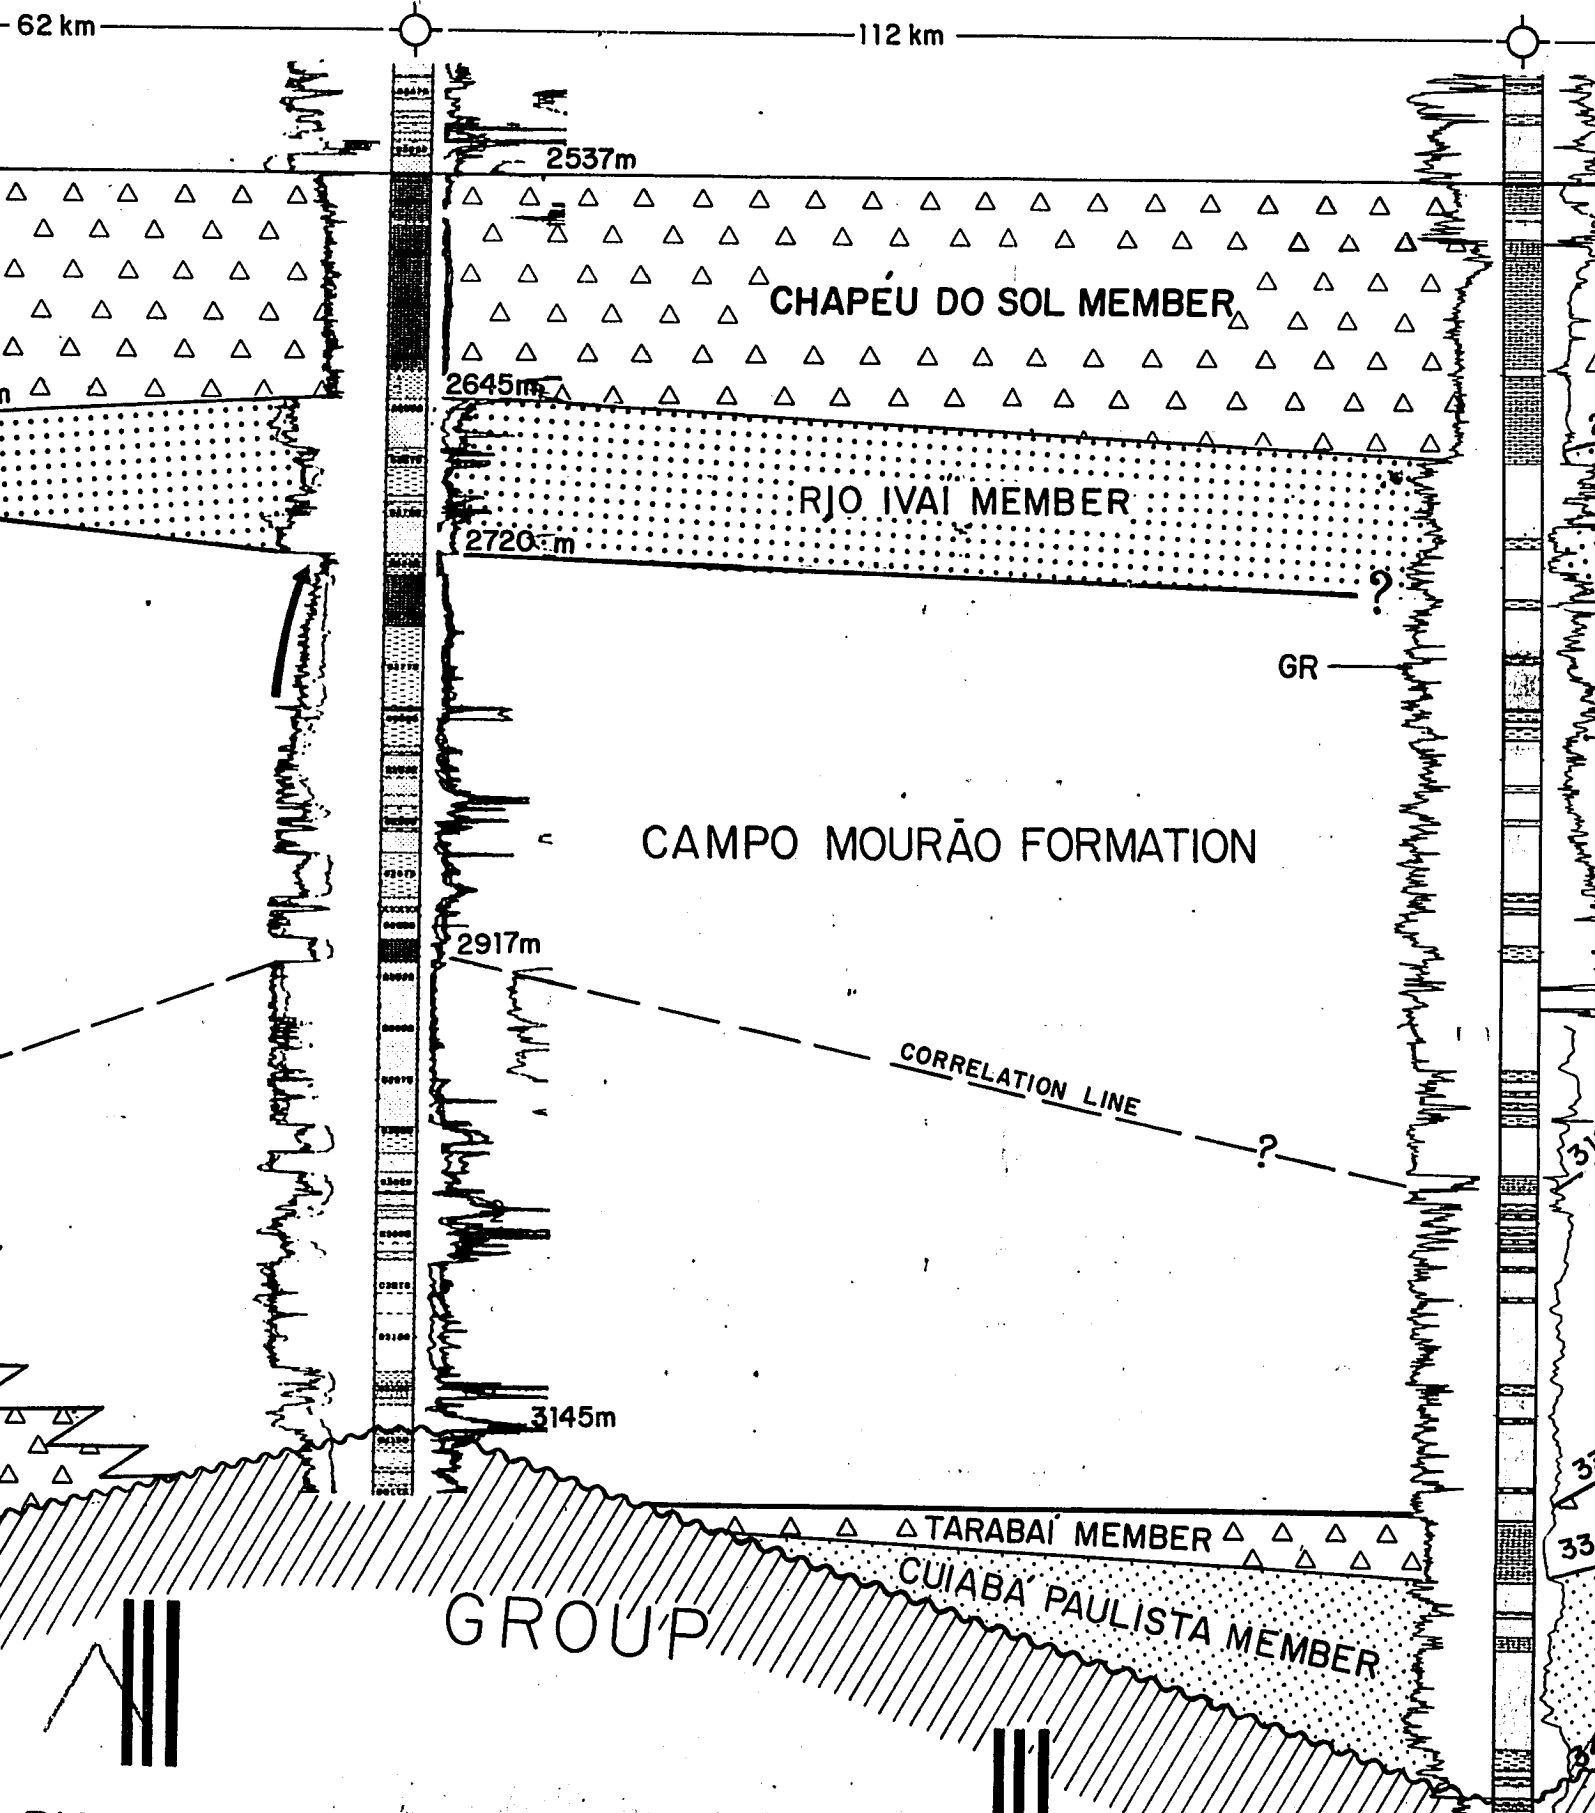 62 km
112 km
2537m
CHAPÉU DO SOL MEMBER
2645m
RIO IVAÍ MEMBER
2720 m
?
GR
CAMPO MOURÃO FORMATION
2917m
CORRELATION LINE
?
3145m
TARABAÍ MEMBER
CUIABÁ PAULISTA MEMBER
GROUP